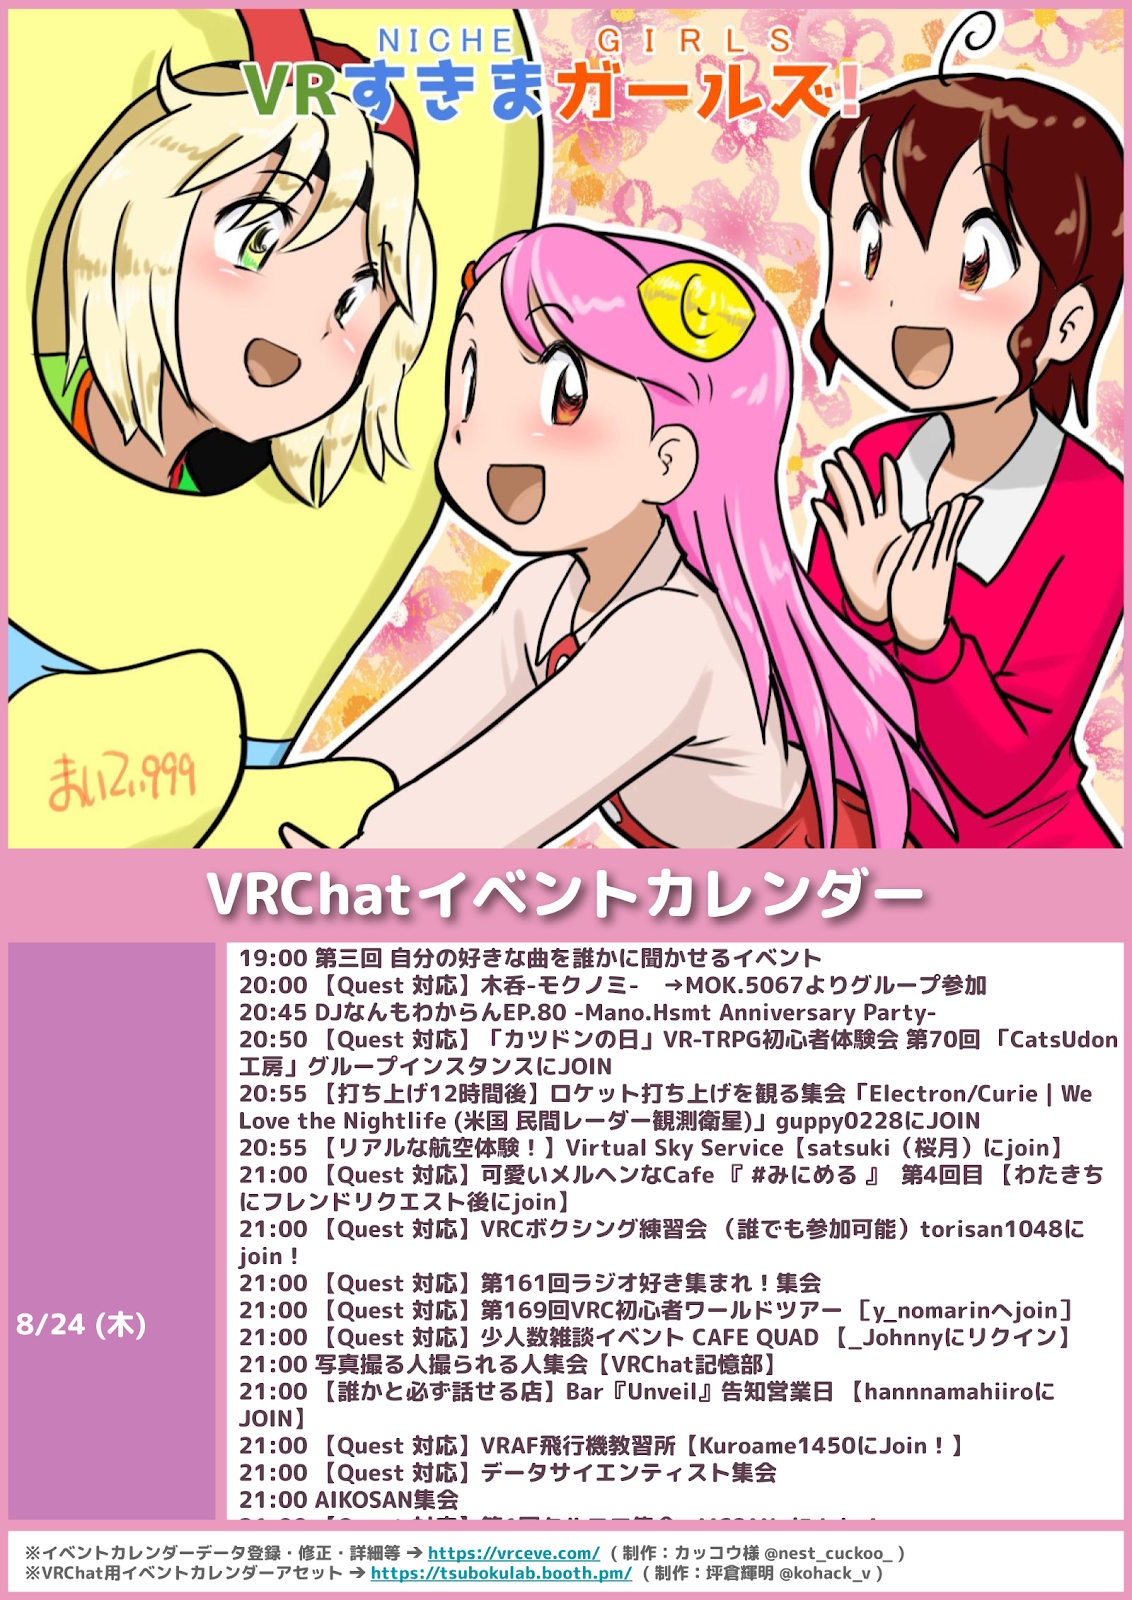 NICHE GIRLS
VRすきまガールズ!
まいてい999
VRChatイベントカレンダー
8/24 (木)
19:00 第三回 自分の好きな曲を誰かに聞かせるイベント
20:00 【Quest 対応】木呑-モクノミ-　→MOK.5067よりグループ参加
20:45 DJなんもわからんEP.80 -Mano.Hsmt Anniversary Party-
20:50 【Quest 対応】「カツドンの日」VR-TRPG初心者体験会 第70回 「CatsUdon
工房」グループインスタンスにJOIN
20:55 【打ち上げ12時間後】ロケット打ち上げを観る集会「Electron/Curie | We
Love the Nightlife (米国 民間レーダー観測衛星)」guppy0228にJOIN
20:55 【リアルな航空体験！】Virtual Sky Service【satsuki（桜月）にjoin】
21:00 【Quest 対応】可愛いメルヘンなCafe 『 #みにめる 』 第4回目 【わたきち
にフレンドリクエスト後にjoin】
21:00 【Quest 対応】VRCボクシング練習会 （誰でも参加可能）torisan1048に
join！
21:00 【Quest 対応】第161回ラジオ好き集まれ！集会
21:00 【Quest 対応】第169回VRC初心者ワールドツアー ［y_nomarinへjoin］
21:00 【Quest 対応】少人数雑談イベント CAFE QUAD 【_Johnnyにリクイン】
21:00 写真撮る人撮られる人集会【VRChat記憶部】
21:00 【誰かと必ず話せる店】Bar『Unveil』告知営業日 【hannnamahiiroに
JOIN】
21:00 【Quest 対応】VRAF飛行機教習所【Kuroame1450にJoin！】
21:00 【Quest 対応】データサイエンティスト集会
21:00 AIKOSAN集会
※イベントカレンダーデータ登録・修正・詳細等 ➔ https://vrceve.com/ （ 制作：カッコウ様 @nest_cuckoo_ ）
※VRChat用イベントカレンダーアセット ➔ https://tsubokulab.booth.pm/ （ 制作：坪倉輝明 @kohack_v ）